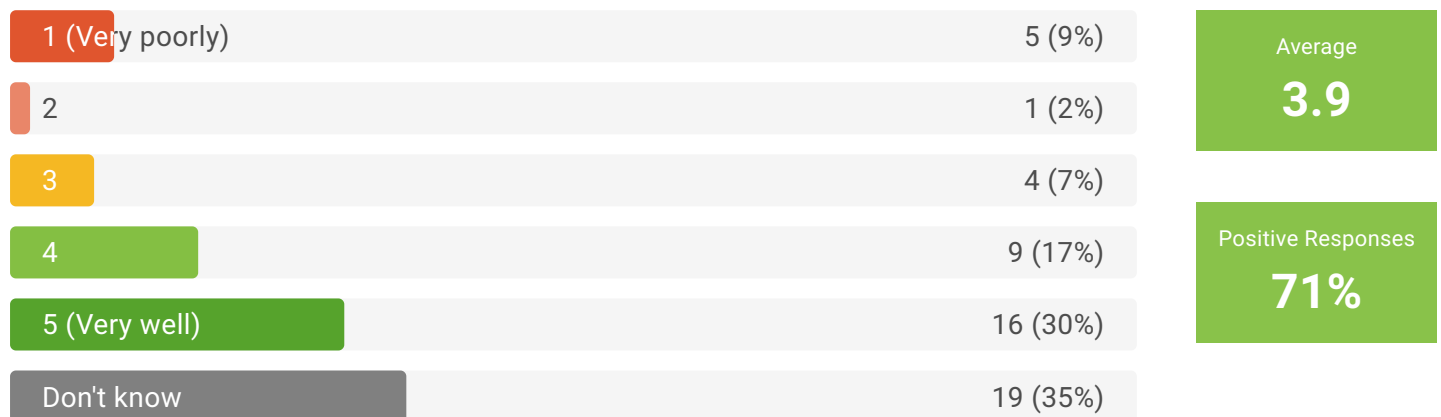 1 (Very poorly) 5 (9%)
2 1 (2%)
3 4 (7%)
4 9 (17%)
5 (Very well) 16 (30%)
Don't know 19 (35%)
Average
3.9
Positive Responses
71%